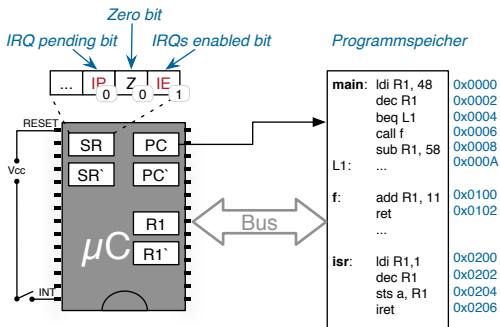 Zero bit
IRQ pending bit IRQs enabled bit Programmspeicher
... IP Z IE
0 0 1
main: ldi R1, 48 0x0000
dec R1 0x0002
beq L1 0x0004
call f 0x0006
sub R1, 58 0x0008
L1: ... 0x000A
RESET
SR PC
SR` PC`
Vcc
f: add R1, 11 0x0100
ret 0x0102
...
R1
Bus
µC
R1`
isr: ldi R1,1 0x0200
dec R1 0x0202
sts a, R1 0x0204
iret 0x0206
INT